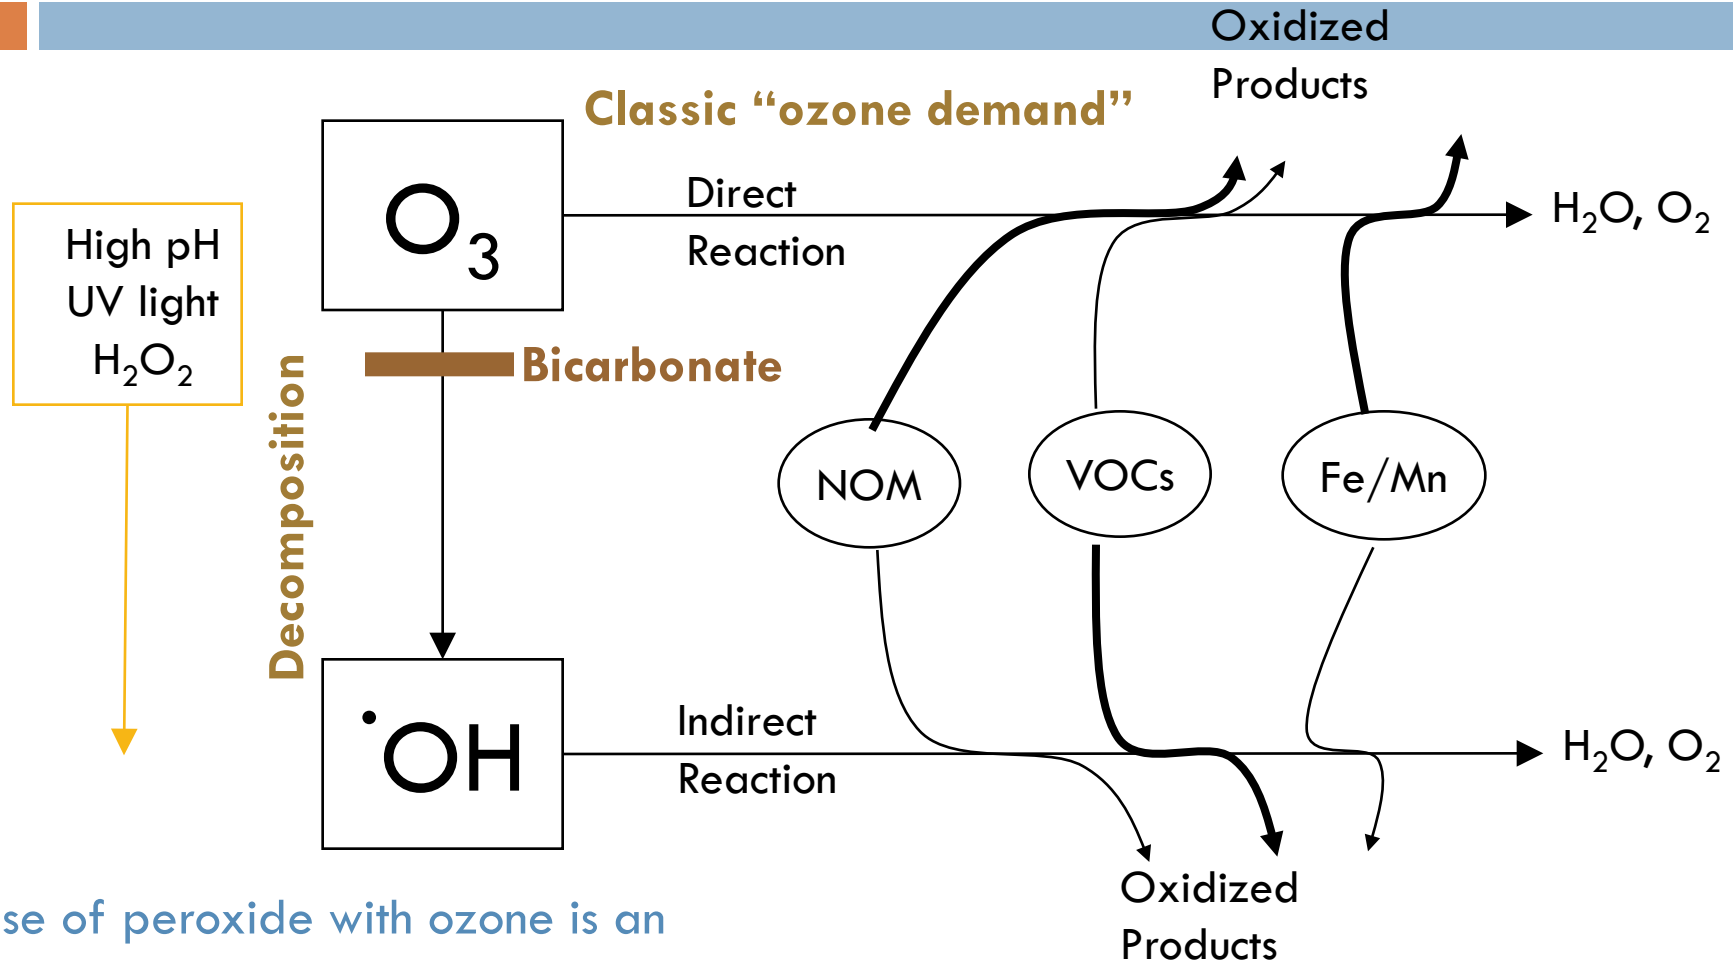 Oxidized
Products
Classic “ozone demand”
O3
Direct
Reaction
H2O, O2
High pH
UV light
H2O2
Bicarbonate
Decomposition
NOM
VOCs
Fe/Mn
•OH
Indirect
Reaction
H2O, O2
Oxidized
Products
se of peroxide with ozone is an